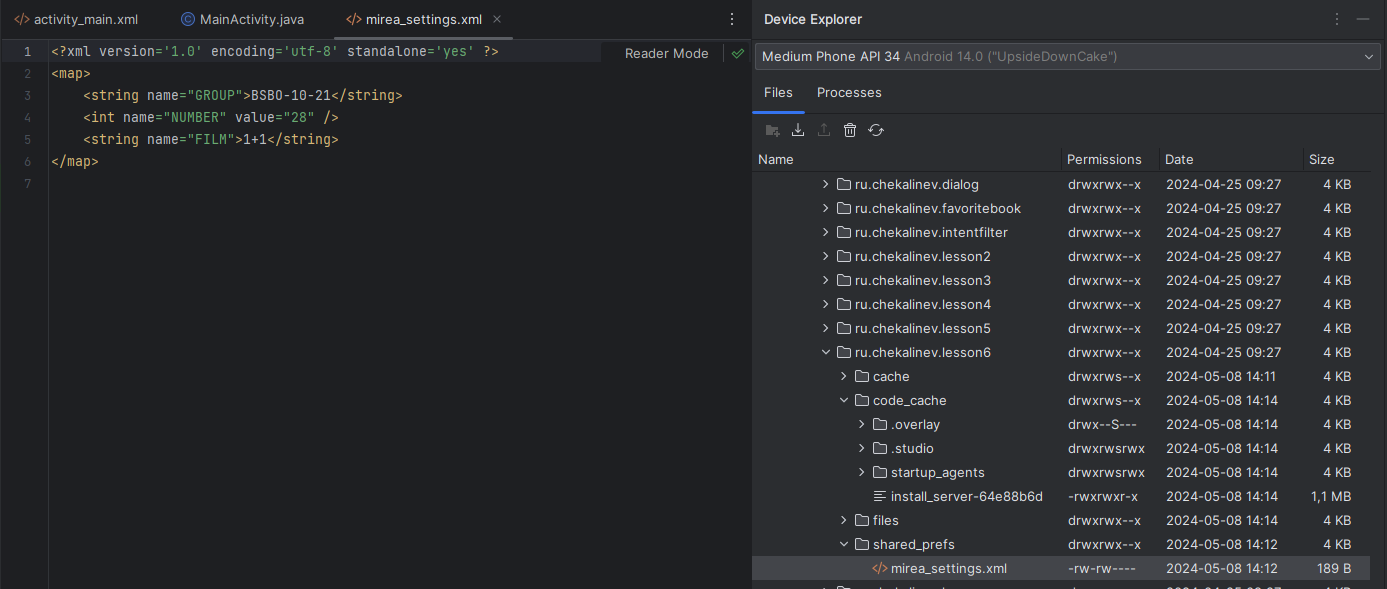 activity_main.xml MainActivity.java mirea_settings.xml
Reader Mode
1 <?xml version='1.0' encoding='utf-8' standalone='yes' ?>
2 <map>
3     <string name="GROUP">BSBO-10-21</string>
4     <int name="NUMBER" value="28" />
5     <string name="FILM">1+1</string>
6 </map>
7
Device Explorer
Medium Phone API 34 Android 14.0 ("UpsideDownCake")
Files Processes
Name Permissions Date Size
ru.chekalinev.dialog drwxrwx--x 2024-04-25 09:27 4 KB
ru.chekalinev.favoritebook drwxrwx--x 2024-04-25 09:27 4 KB
ru.chekalinev.intentfilter drwxrwx--x 2024-04-25 09:27 4 KB
ru.chekalinev.lesson2 drwxrwx--x 2024-04-25 09:27 4 KB
ru.chekalinev.lesson3 drwxrwx--x 2024-04-25 09:27 4 KB
ru.chekalinev.lesson4 drwxrwx--x 2024-04-25 09:27 4 KB
ru.chekalinev.lesson5 drwxrwx--x 2024-04-25 09:27 4 KB
ru.chekalinev.lesson6 drwxrwx--x 2024-04-25 09:27 4 KB
cache drwxrws--x 2024-05-08 14:11 4 KB
code_cache drwxrws--x 2024-05-08 14:14 4 KB
.overlay drwx--S--- 2024-05-08 14:14 4 KB
.studio drwxrwsrwx 2024-05-08 14:14 4 KB
startup_agents drwxrwsrwx 2024-05-08 14:14 4 KB
install_server-64e88b6d -rwxrwxr-x 2024-05-08 14:14 1,1 MB
files drwxrwx--x 2024-05-08 14:14 4 KB
shared_prefs drwxrwx--x 2024-05-08 14:12 4 KB
mirea_settings.xml -rw-rw---- 2024-05-08 14:12 189 B